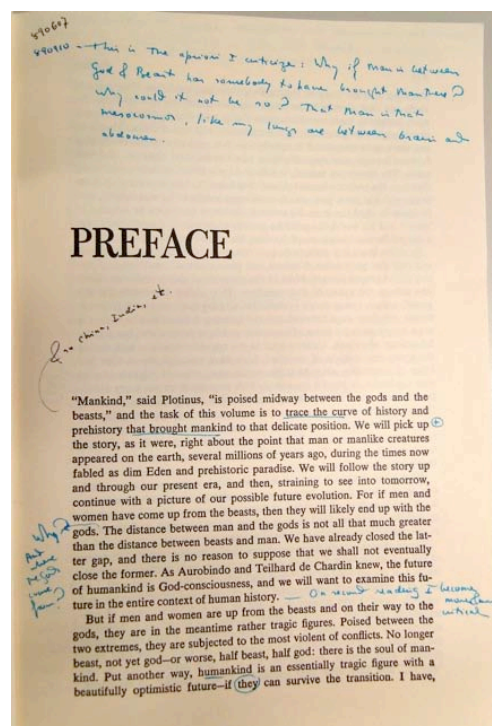 890607
890910 - This is the apriori I criticize: Why if man is between
God & Beast has somebody to have brought man there?
Why could it not be so? That man is that
mesocosmos, like my lungs are between brain and
abdomen.
PREFACE
China, India, etc.
"Mankind," said Plotinus, "is poised midway between the gods and the
beasts," and the task of this volume is to trace the curve of history and
prehistory that brought mankind to that delicate position. We will pick up
the story, as it were, right about the point that man or manlike creatures
appeared on the earth, several millions of years ago, during the times now
fabled as dim Eden and prehistoric paradise. We will follow the story up
and through our present era, and then, straining to see into tomorrow,
continue with a picture of our possible future evolution. For if men and
women have come up from the beasts, then they will likely end up with the
gods. The distance between man and the gods is not all that much greater
than the distance between beasts and man. We have already closed the lat-
ter gap, and there is no reason to suppose that we shall not eventually
close the former. As Aurobindo and Teilhard de Chardin knew, the future
of humankind is God-consciousness, and we will want to examine this fu-
ture in the entire context of human history. — On second reading I become
more and more
critical
Why?
But
where
the Gods
come
from?
But if men and women are up from the beasts and on their way to the
gods, they are in the meantime rather tragic figures. Poised between the
two extremes, they are subjected to the most violent of conflicts. No longer
beast, not yet god—or worse, half beast, half god: there is the soul of man-
kind. Put another way, humankind is an essentially tragic figure with a
beautifully optimistic future—if they can survive the transition. I have,